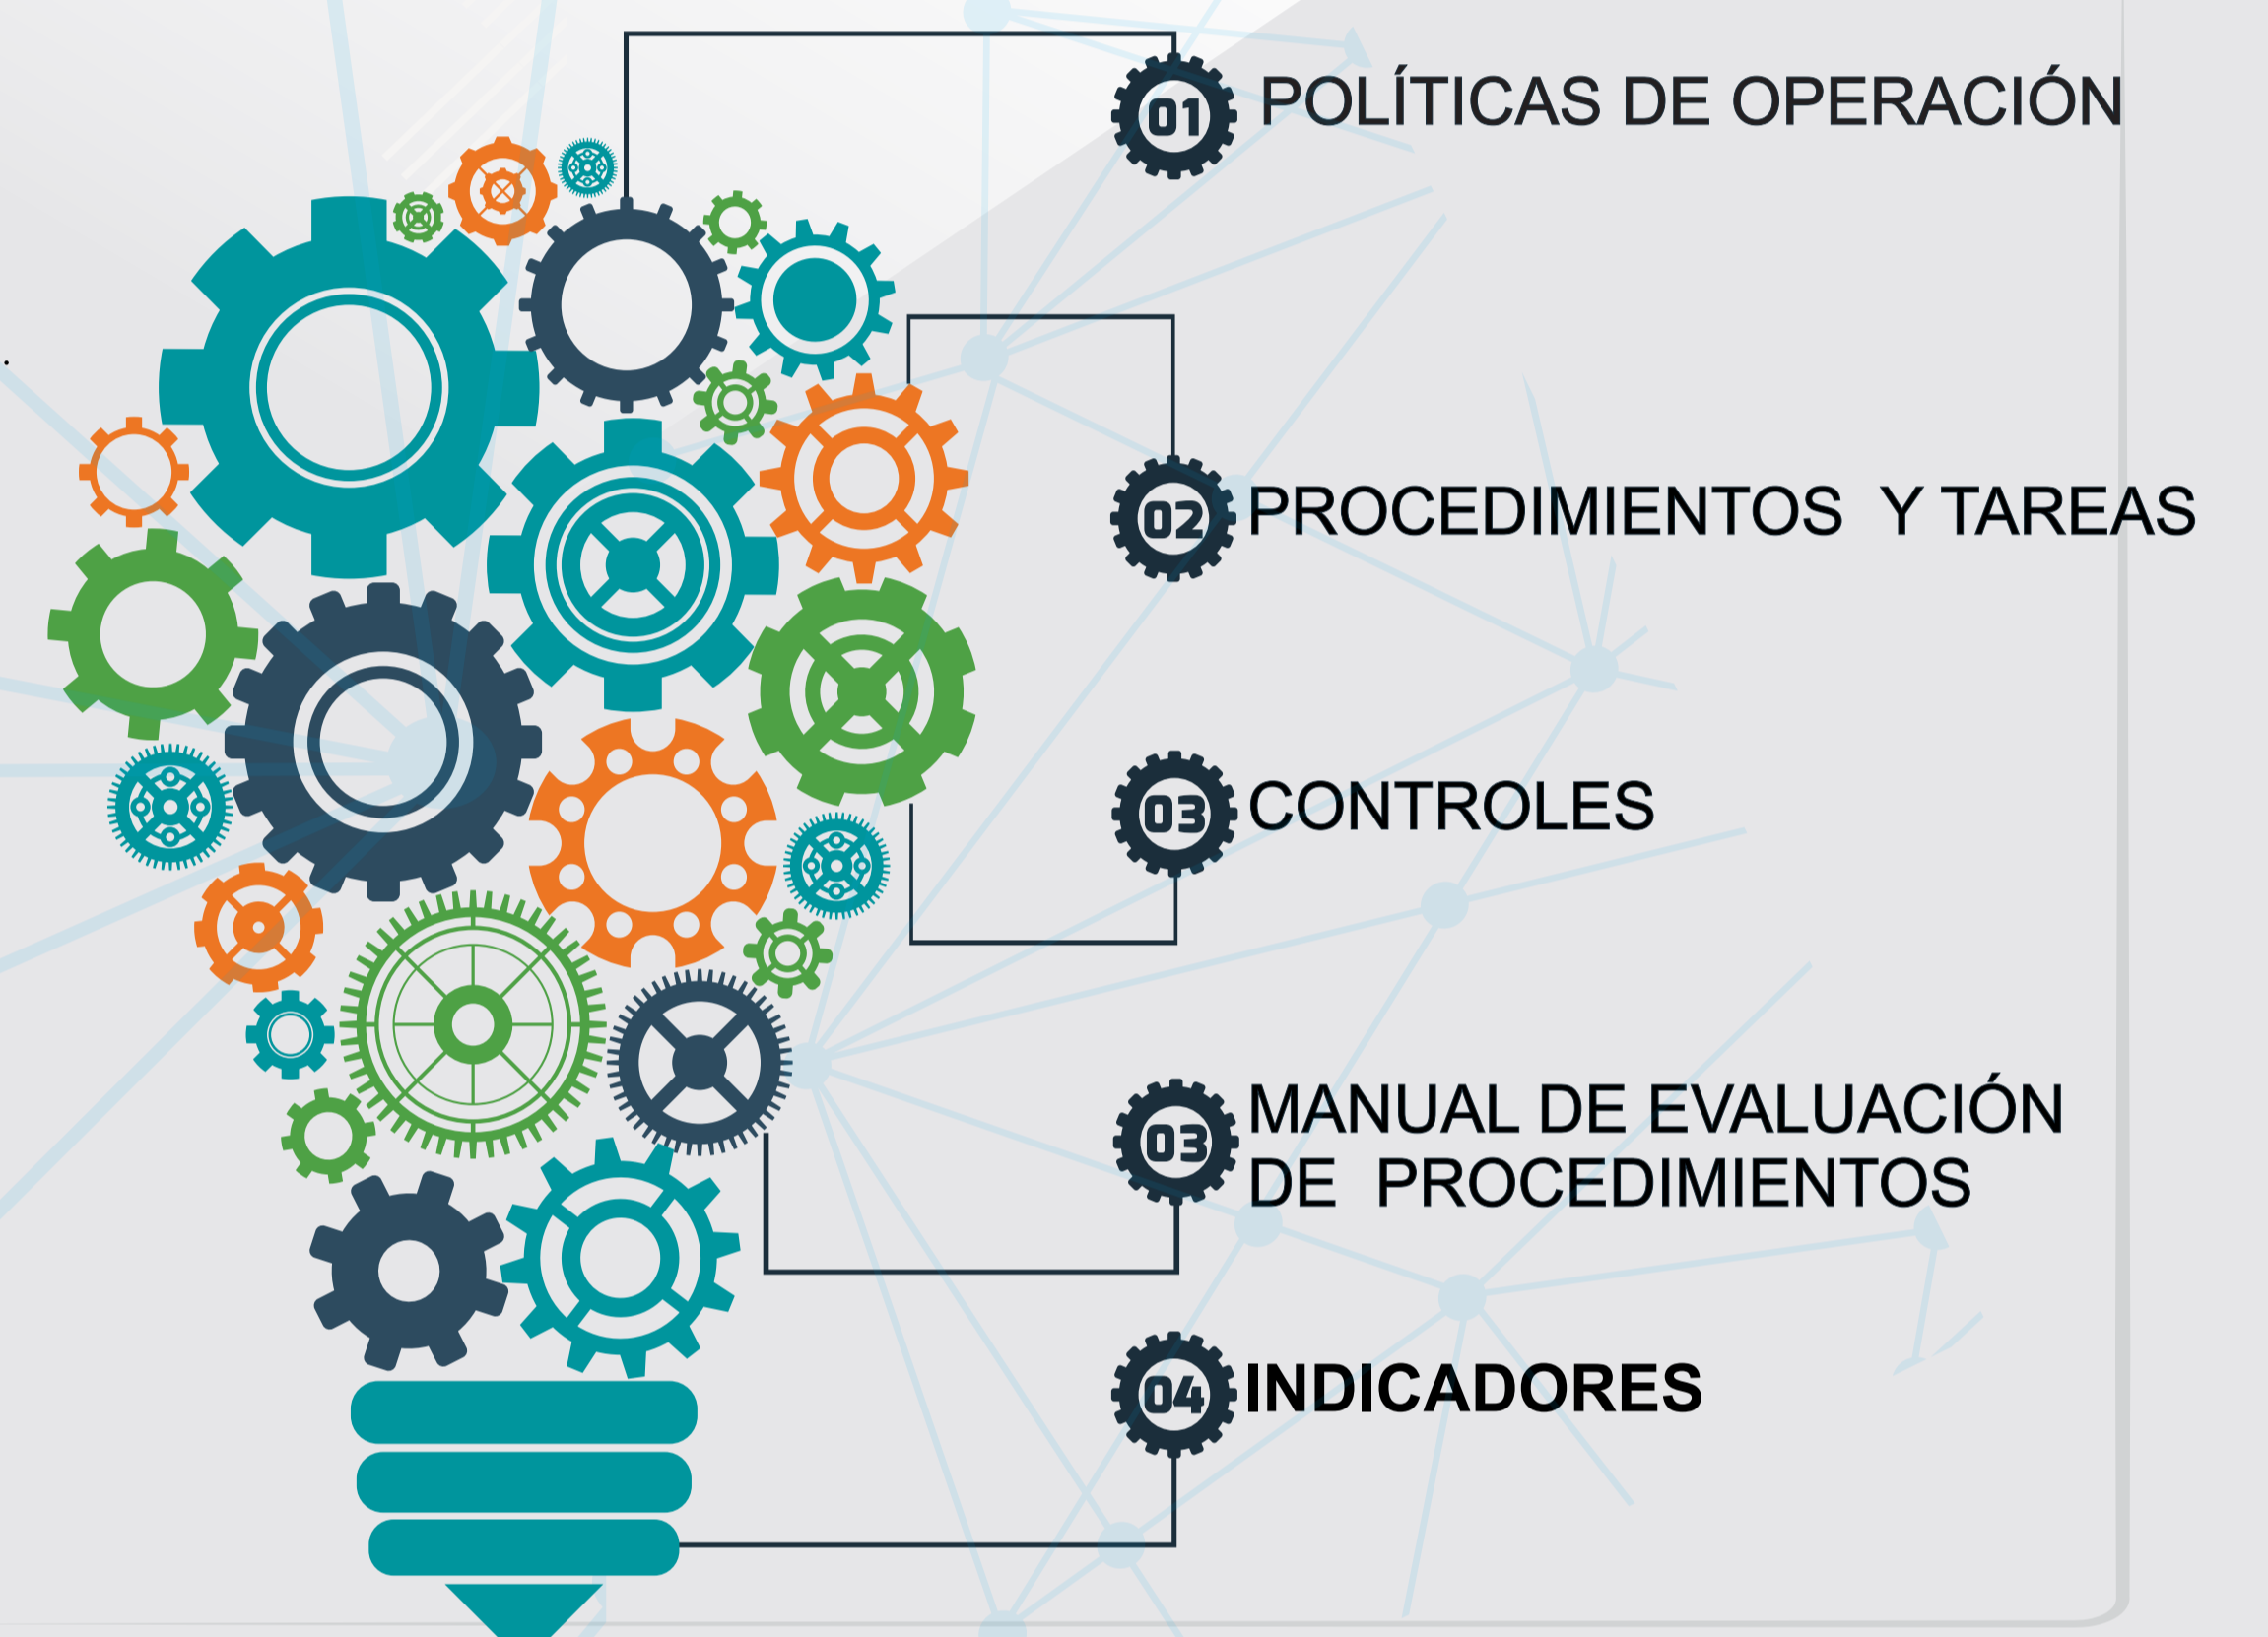 01 POLÍTICAS DE OPERACIÓN
02 PROCEDIMIENTOS Y TAREAS
03 CONTROLES
03 MANUAL DE EVALUACIÓN
DE PROCEDIMIENTOS
04 INDICADORES